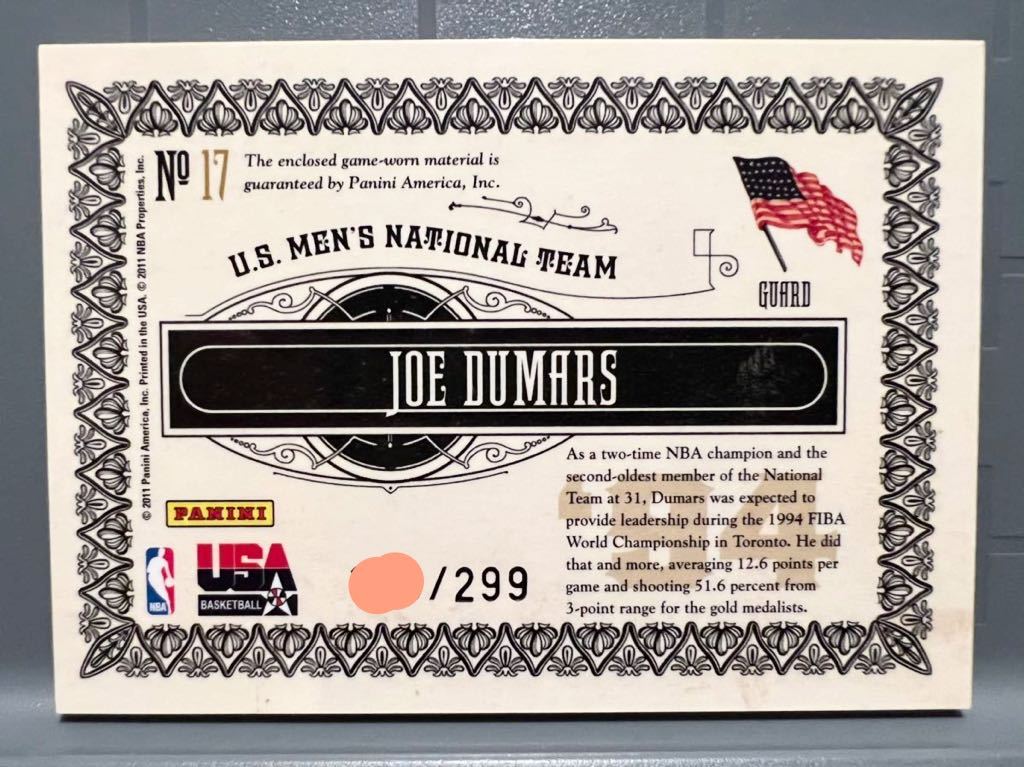 Nº 17
The enclosed game-worn material is
guaranteed by Panini America, Inc.
U.S. MEN'S NATIONAL TEAM
GUARD
JOE DUMARS
As a two-time NBA champion and the
second-oldest member of the National
Team at 31, Dumars was expected to
provide leadership during the 1994 FIBA
World Championship in Toronto. He did
that and more, averaging 12.6 points per
game and shooting 51.6 percent from
3-point range for the gold medalists.
'94
PANINI
NBA
USA
BASKETBALL
/299
© 2011 Panini America, Inc. Printed in the USA. © 2011 NBA Properties, Inc.